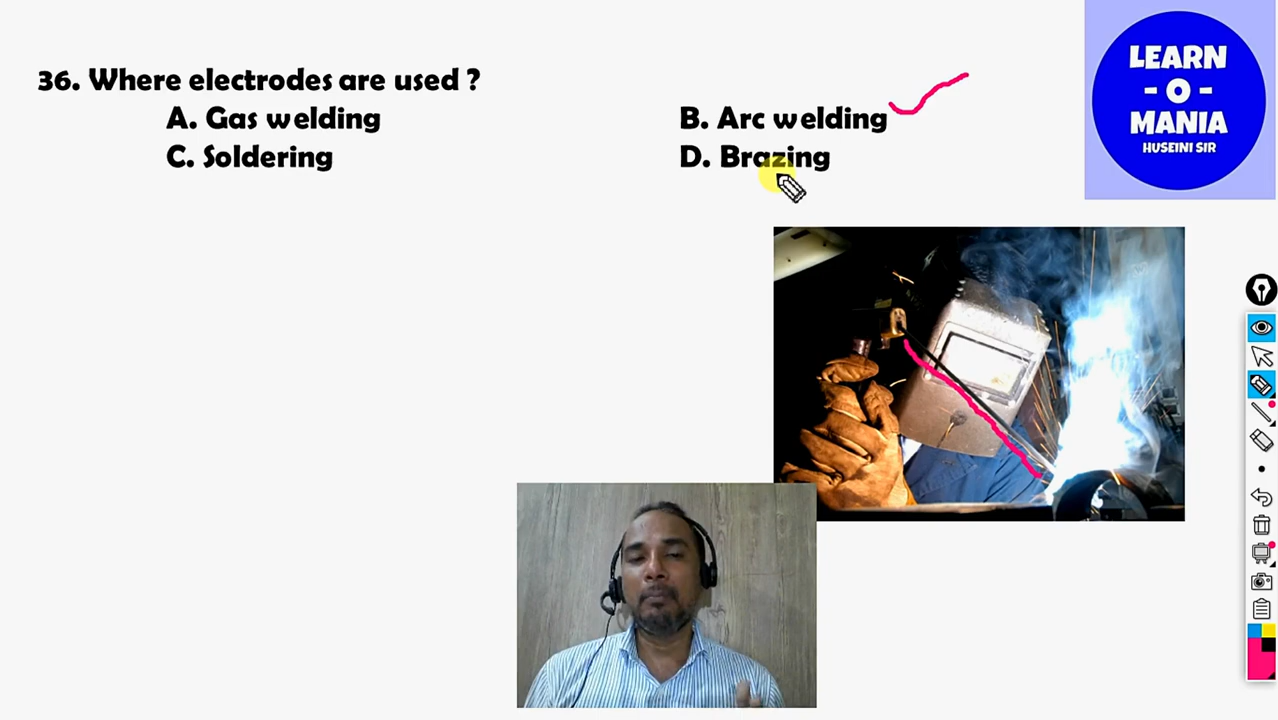 36. Where electrodes are used ?
A. Gas welding
B. Arc welding
C. Soldering
D. Brazing
LEARN
- O -
MANIA
HUSEINI SIR